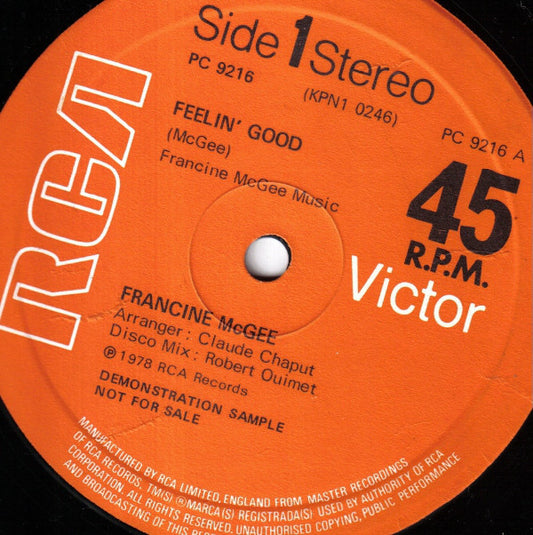 Side 1 Stereo
PC 9216
(KPN1 0246)
PC 9216 A
FEELIN' GOOD
(McGee)
Francine McGee Music
45
R.P.M.
RCA
Victor
FRANCINE McGEE
Arranger: Claude Chaput
Disco Mix: Robert Ouimet
℗ 1978 RCA Records
DEMONSTRATION SAMPLE
NOT FOR SALE
MANUFACTURED BY RCA LIMITED, ENGLAND FROM MASTER RECORDINGS
OF RCA RECORDS. TM(S) ® MARCA(S) REGISTRADA(S) USED BY AUTHORITY OF RCA
CORPORATION. ALL RIGHTS RESERVED. UNAUTHORISED COPYING, PUBLIC PERFORMANCE
AND BROADCASTING OF THIS REC